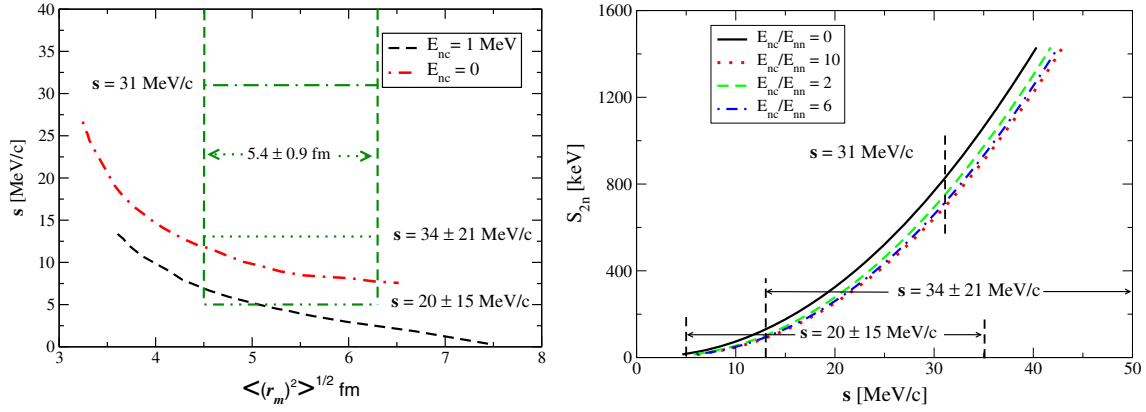 40
35
30
25
20
15
10
5
0
s [MeV/c]
E_nc = 1 MeV
E_nc = 0
s = 31 MeV/c
5.4 ± 0.9 fm
s = 34 ± 21 MeV/c
s = 20 ± 15 MeV/c
3 4 5 6 7 8
<(r_m)^2>^1/2 fm
1600
1200
800
400
0
S_2n [keV]
E_nc/E_nn = 0
E_nc/E_nn = 10
E_nc/E_nn = 2
E_nc/E_nn = 6
s = 31 MeV/c
s = 34 ± 21 MeV/c
s = 20 ± 15 MeV/c
0 10 20 30 40 50
s [MeV/c]